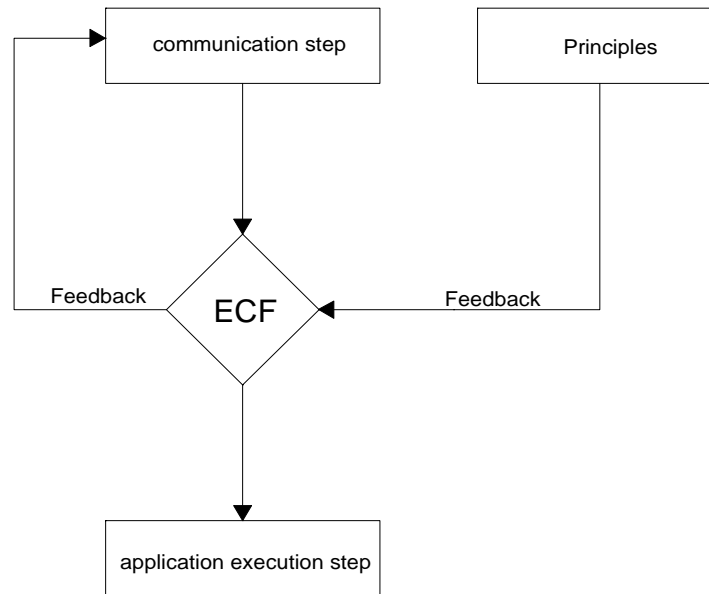 communication step
Principles
Feedback
ECF
Feedback
application execution step